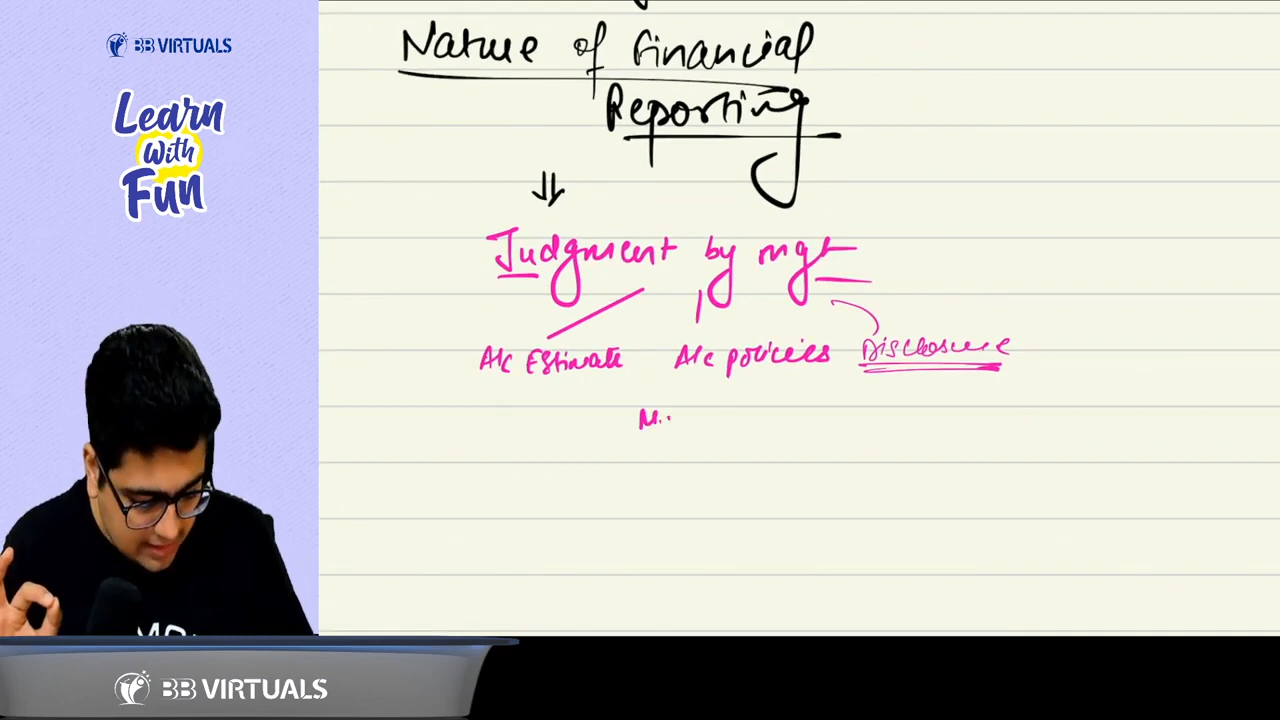 BB VIRTUALS
Learn
With
Fun
Nature of Financial
Reporting
Judgment by mgt
A/c Estimate A/c policies Disclosure
M..
BB VIRTUALS